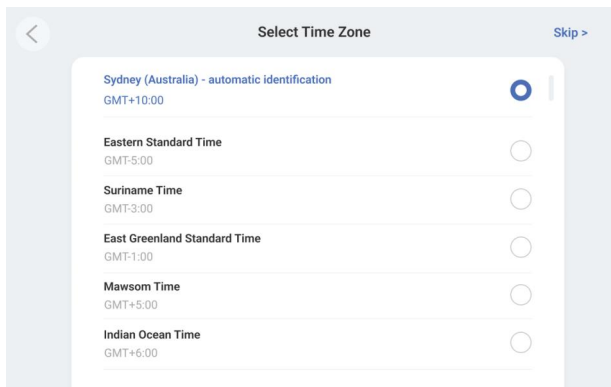 Select Time Zone
Skip >
Sydney (Australia) - automatic identification
GMT+10:00
Eastern Standard Time
GMT-5:00
Suriname Time
GMT-3:00
East Greenland Standard Time
GMT-1:00
Mawsom Time
GMT+5:00
Indian Ocean Time
GMT+6:00